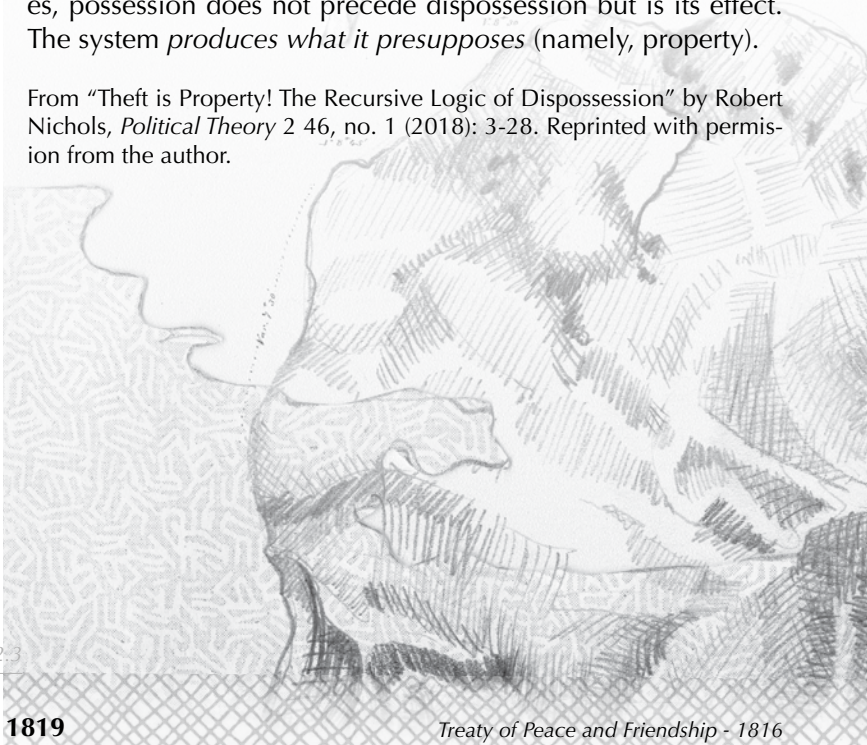 es, possession does not precede dispossession but is its effect.
The system produces what it presupposes (namely, property).
From “Theft is Property! The Recursive Logic of Dispossession” by Robert
Nichols, Political Theory 2 46, no. 1 (2018): 3-28. Reprinted with permis-
ion from the author.
1819
Treaty of Peace and Friendship - 1816